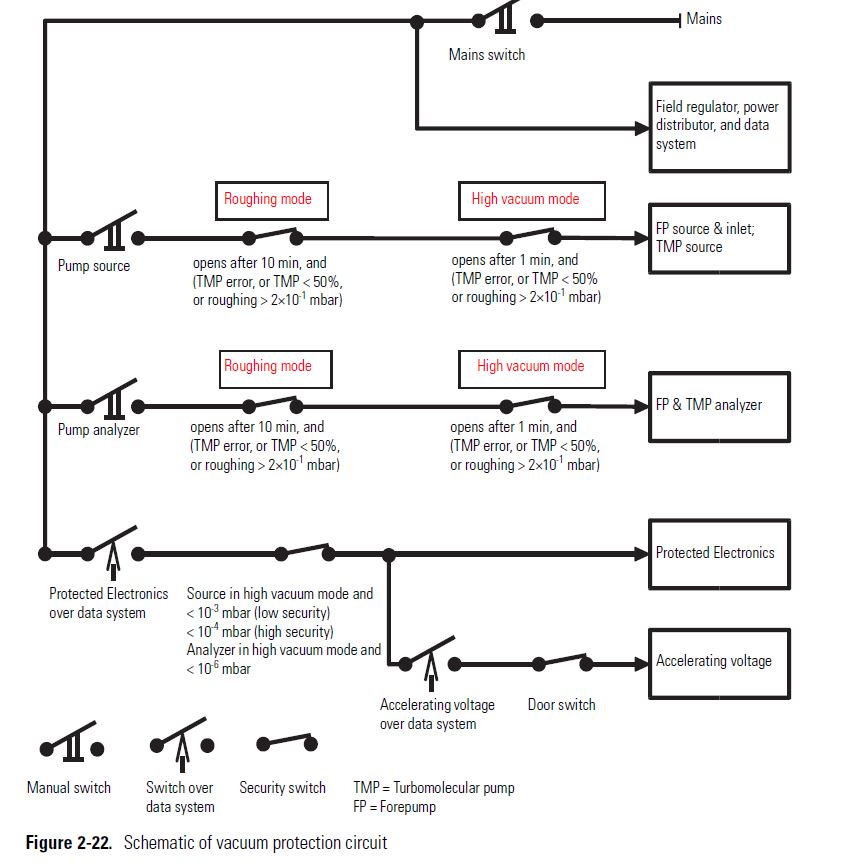 Mains
Mains switch
Field regulator, power
distributor, and data
system
Roughing mode
High vacuum mode
FP source & inlet;
TMP source
Pump source
opens after 10 min, and
(TMP error, or TMP < 50%,
or roughing > 2×10⁻¹ mbar)
opens after 1 min, and
(TMP error, or TMP < 50%
or roughing > 2×10⁻¹ mbar)
Roughing mode
High vacuum mode
FP & TMP analyzer
Pump analyzer
opens after 10 min, and
(TMP error, or TMP < 50%,
or roughing > 2×10⁻¹ mbar)
opens after 1 min, and
(TMP error, or TMP < 50%,
or roughing > 2×10⁻¹ mbar)
Protected Electronics
Protected Electronics
over data system
Source in high vacuum mode and
< 10⁻³ mbar (low security)
< 10⁻⁴ mbar (high security)
Analyzer in high vacuum mode and
< 10⁻⁶ mbar
Accelerating voltage
Accelerating voltage
over data system
Door switch
Manual switch
Switch over
data system
Security switch
TMP = Turbomolecular pump
FP = Forepump
Figure 2-22. Schematic of vacuum protection circuit